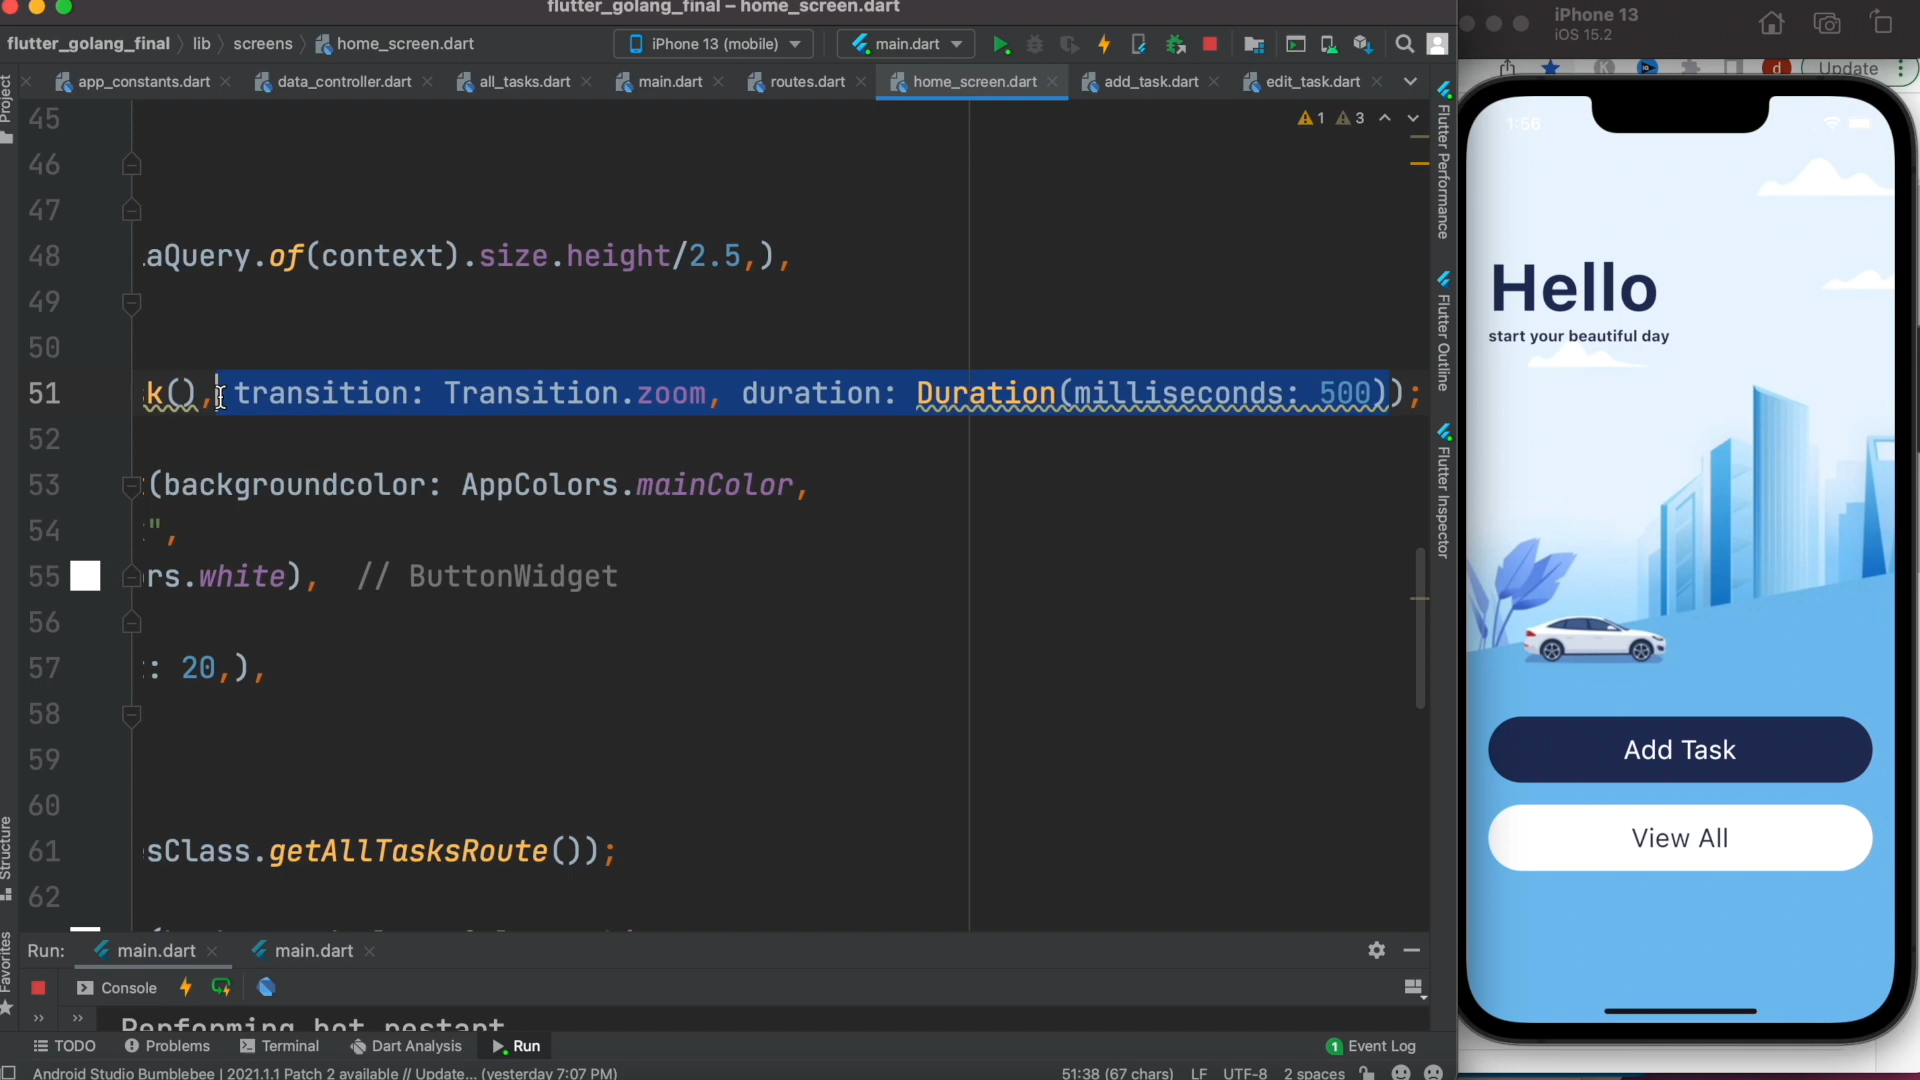 flutter_golang_final – home_screen.dart
flutter_golang_final
lib
screens
home_screen.dart
iPhone 13 (mobile)
main.dart
app_constants.dart
data_controller.dart
all_tasks.dart
main.dart
routes.dart
home_screen.dart
add_task.dart
edit_task.dart
Project
1
3
45
46
47
48 aQuery.of(context).size.height/2.5,),
49
50
51 k(), transition: Transition.zoom, duration: Duration(milliseconds: 500));
52
53 (backgroundcolor: AppColors.mainColor,
54 ",
55 rs.white), // ButtonWidget
56
57 : 20,),
58
59
60
61 sClass.getAllTasksRoute());
62
Structure
Favorites
Flutter Performance
Flutter Outline
Flutter Inspector
Run:
main.dart
main.dart
Console
Performing hot restart
TODO
Problems
Terminal
Dart Analysis
Run
1 Event Log
Android Studio Bumblebee | 2021.1.1 Patch 2 available // Update... (yesterday 7:07 PM)
51:38 (67 chars)
LF
UTF-8
2 spaces
iPhone 13
iOS 15.2
d
Update
1:56
Hello
start your beautiful day
Add Task
View All